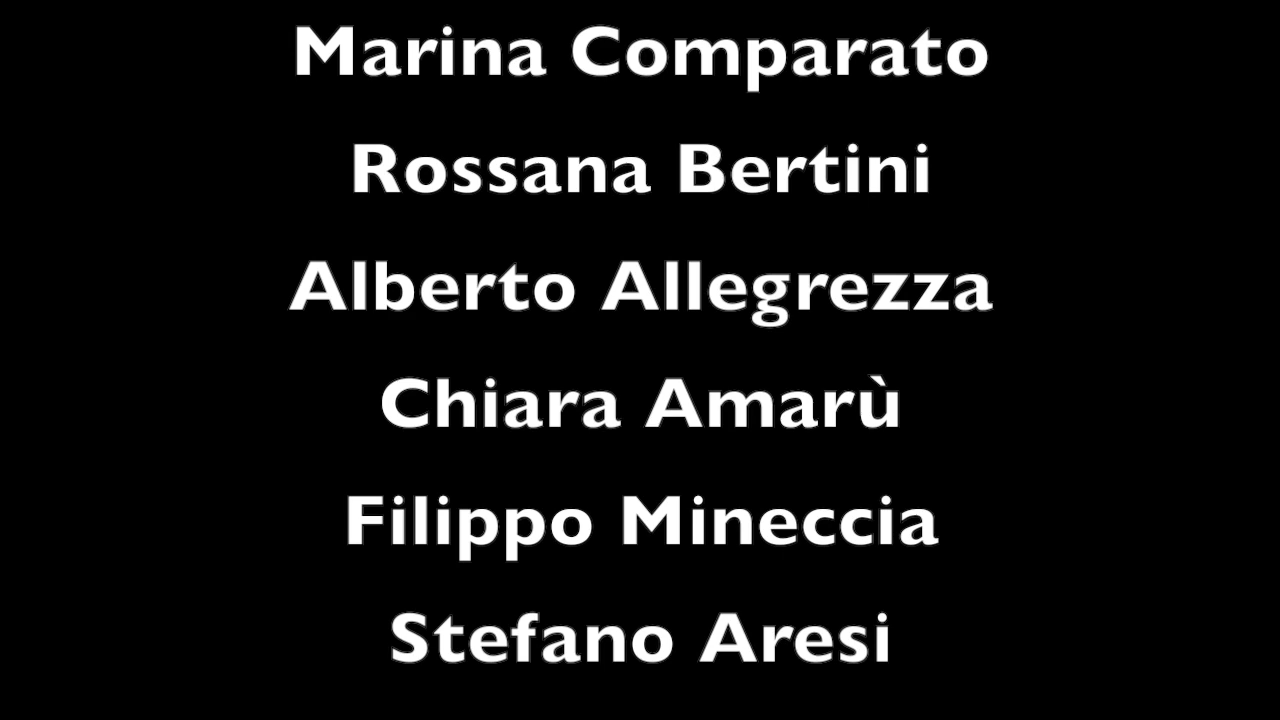 Marina Comparato
Rossana Bertini
Alberto Allegrezza
Chiara Amarù
Filippo Mineccia
Stefano Aresi